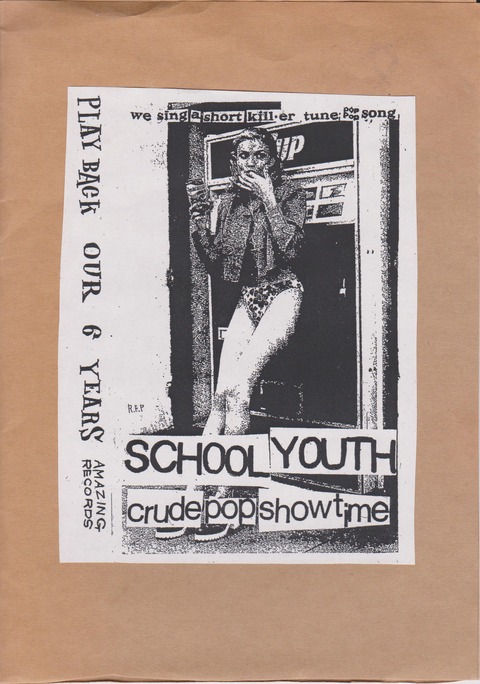 we sing a short kill·er tune pop pop song
UP
PLAY BACK OUR 6 YEARS
AMAZING
RECORDS
R.E.P
SCHOOL YOUTH
crude pop showtime